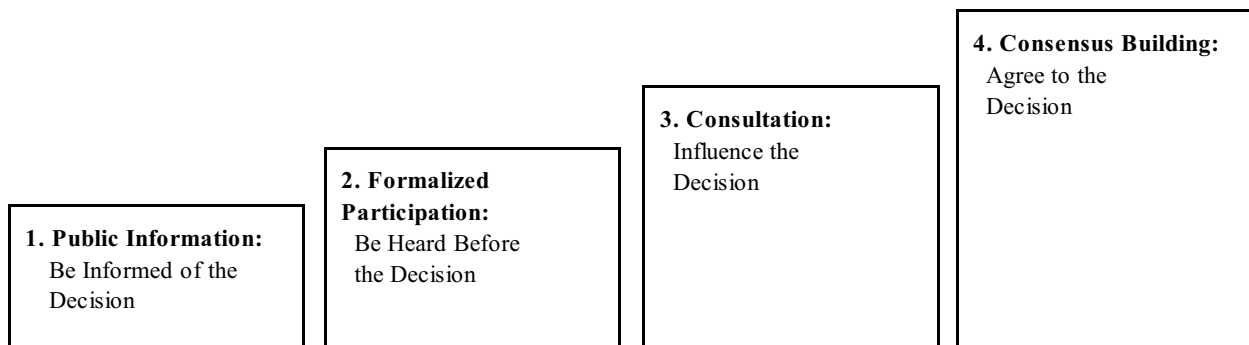 1. Public Information:
Be Informed of the
Decision
2. Formalized
Participation:
Be Heard Before
the Decision
3. Consultation:
Influence the
Decision
4. Consensus Building:
Agree to the
Decision